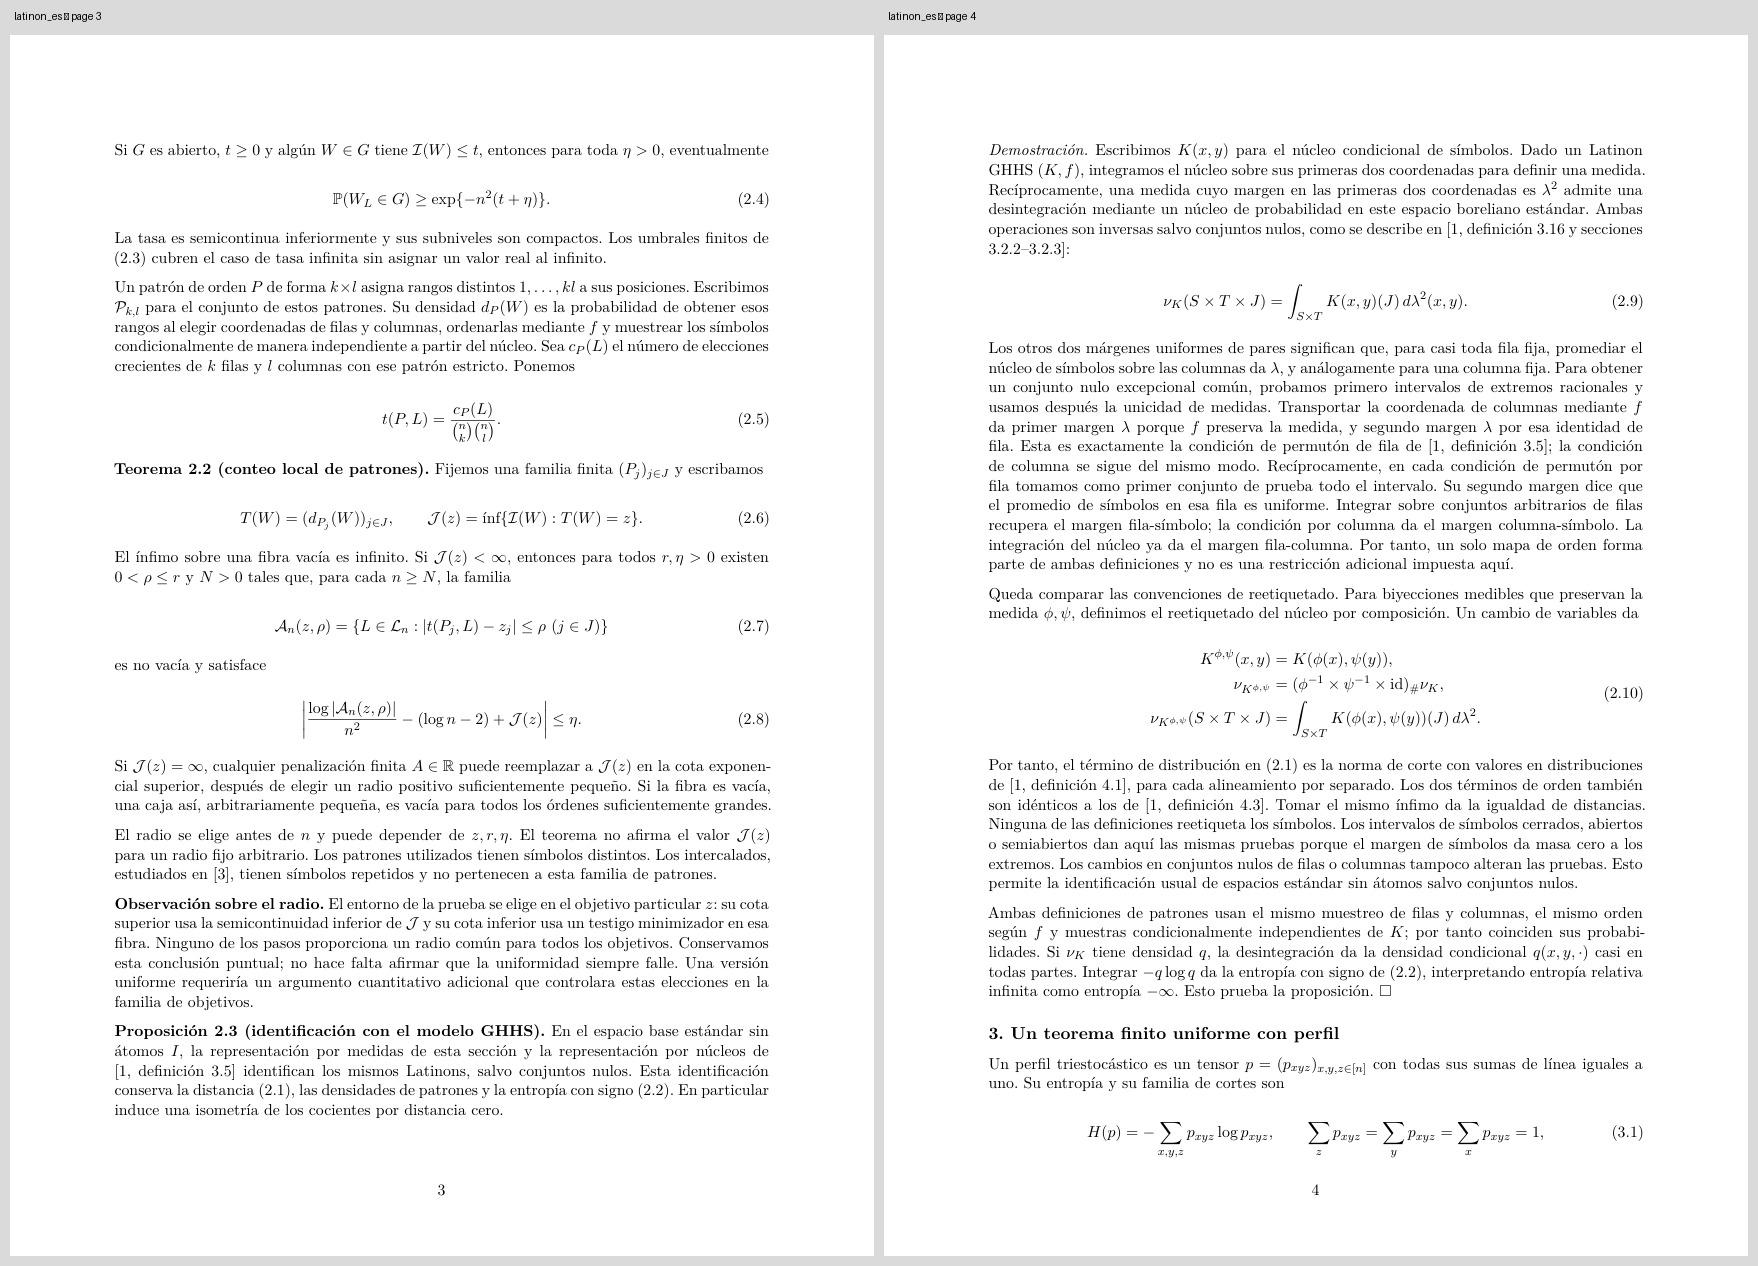 latinon_es page 3
Si G es abierto, t ≥ 0 y algún W ∈ G tiene ℐ(W) ≤ t, entonces para toda η > 0, eventualmente
ℙ(W_L ∈ G) ≥ exp{−n²(t + η)}. (2.4)
La tasa es semicontinua inferiormente y sus subniveles son compactos. Los umbrales finitos de
(2.3) cubren el caso de tasa infinita sin asignar un valor real al infinito.
Un patrón de orden P de forma k×l asigna rangos distintos 1, . . . , kl a sus posiciones. Escribimos
𝒫_{k,l} para el conjunto de estos patrones. Su densidad d_P(W) es la probabilidad de obtener esos
rangos al elegir coordenadas de filas y columnas, ordenarlas mediante f y muestrear los símbolos
condicionalmente de manera independiente a partir del núcleo. Sea c_P(L) el número de elecciones
crecientes de k filas y l columnas con ese patrón estricto. Ponemos
t(P, L) = \frac{c_P(L)}{\binom{n}{k}\binom{n}{l}}. (2.5)
Teorema 2.2 (conteo local de patrones). Fijemos una familia finita (P_j)_{j∈J} y escribamos
T(W) = (d_{P_j}(W))_{j∈J}, 𝒥(z) = ínf{ℐ(W) : T(W) = z}. (2.6)
El ínfimo sobre una fibra vacía es infinito. Si 𝒥(z) < ∞, entonces para todos r, η > 0 existen
0 < ρ ≤ r y N > 0 tales que, para cada n ≥ N, la familia
𝒜_n(z, ρ) = {L ∈ ℒ_n : |t(P_j, L) − z_j| ≤ ρ (j ∈ J)} (2.7)
es no vacía y satisface
\left|\frac{log |𝒜_n(z, ρ)|}{n²} − (log n − 2) + 𝒥(z)\right| ≤ η. (2.8)
Si 𝒥(z) = ∞, cualquier penalización finita A ∈ ℝ puede reemplazar a 𝒥(z) en la cota exponen-
cial superior, después de elegir un radio positivo suficientemente pequeño. Si la fibra es vacía,
una caja así, arbitrariamente pequeña, es vacía para todos los órdenes suficientemente grandes.
El radio se elige antes de n y puede depender de z, r, η. El teorema no afirma el valor 𝒥(z)
para un radio fijo arbitrario. Los patrones utilizados tienen símbolos distintos. Los intercalados,
estudiados en [3], tienen símbolos repetidos y no pertenecen a esta familia de patrones.
Observación sobre el radio. El entorno de la prueba se elige en el objetivo particular z: su cota
superior usa la semicontinuidad inferior de 𝒥 y su cota inferior usa un testigo minimizador en esa
fibra. Ninguno de los pasos proporciona un radio común para todos los objetivos. Conservamos
esta conclusión puntual; no hace falta afirmar que la uniformidad siempre falle. Una versión
uniforme requeriría un argumento cuantitativo adicional que controlara estas elecciones en la
familia de objetivos.
Proposición 2.3 (identificación con el modelo GHHS). En el espacio base estándar sin
átomos I, la representación por medidas de esta sección y la representación por núcleos de
[1, definición 3.5] identifican los mismos Latinons, salvo conjuntos nulos. Esta identificación
conserva la distancia (2.1), las densidades de patrones y la entropía con signo (2.2). En particular
induce una isometría de los cocientes por distancia cero.
3
latinon_es page 4
Demostración. Escribimos K(x, y) para el núcleo condicional de símbolos. Dado un Latinon
GHHS (K, f), integramos el núcleo sobre sus primeras dos coordenadas para definir una medida.
Recíprocamente, una medida cuyo margen en las primeras dos coordenadas es λ² admite una
desintegración mediante un núcleo de probabilidad en este espacio boreliano estándar. Ambas
operaciones son inversas salvo conjuntos nulos, como se describe en [1, definición 3.16 y secciones
3.2.2–3.2.3]:
ν_K(S × T × J) = ∫_{S×T} K(x, y)(J) dλ²(x, y). (2.9)
Los otros dos márgenes uniformes de pares significan que, para casi toda fila fija, promediar el
núcleo de símbolos sobre las columnas da λ, y análogamente para una columna fija. Para obtener
un conjunto nulo excepcional común, probamos primero intervalos de extremos racionales y
usamos después la unicidad de medidas. Transportar la coordenada de columnas mediante f
da primer margen λ porque f preserva la medida, y segundo margen λ por esa identidad de
fila. Esta es exactamente la condición de permutón de fila de [1, definición 3.5]; la condición
de columna se sigue del mismo modo. Recíprocamente, en cada condición de permutón por
fila tomamos como primer conjunto de prueba todo el intervalo. Su segundo margen dice que
el promedio de símbolos en esa fila es uniforme. Integrar sobre conjuntos arbitrarios de filas
recupera el margen fila-símbolo; la condición por columna da el margen columna-símbolo. La
integración del núcleo ya da el margen fila-columna. Por tanto, un solo mapa de orden forma
parte de ambas definiciones y no es una restricción adicional impuesta aquí.
Queda comparar las convenciones de reetiquetado. Para biyecciones medibles que preservan la
medida ϕ, ψ, definimos el reetiquetado del núcleo por composición. Un cambio de variables da
K^{ϕ,ψ}(x, y) = K(ϕ(x), ψ(y)),
ν_{K^{ϕ,ψ}} = (ϕ^{−1} × ψ^{−1} × id)_# ν_K, (2.10)
ν_{K^{ϕ,ψ}}(S × T × J) = ∫_{S×T} K(ϕ(x), ψ(y))(J) dλ².
Por tanto, el término de distribución en (2.1) es la norma de corte con valores en distribuciones
de [1, definición 4.1], para cada alineamiento por separado. Los dos términos de orden también
son idénticos a los de [1, definición 4.3]. Tomar el mismo ínfimo da la igualdad de distancias.
Ninguna de las definiciones reetiqueta los símbolos. Los intervalos de símbolos cerrados, abiertos
o semiabiertos dan aquí las mismas pruebas porque el margen de símbolos da masa cero a los
extremos. Los cambios en conjuntos nulos de filas o columnas tampoco alteran las pruebas. Esto
permite la identificación usual de espacios estándar sin átomos salvo conjuntos nulos.
Ambas definiciones de patrones usan el mismo muestreo de filas y columnas, el mismo orden
según f y muestras condicionalmente independientes de K; por tanto coinciden sus probabi-
lidades. Si ν_K tiene densidad q, la desintegración da la densidad condicional q(x, y, ·) casi en
todas partes. Integrar −q log q da la entropía con signo de (2.2), interpretando entropía relativa
infinita como entropía −∞. Esto prueba la proposición. □
3. Un teorema finito uniforme con perfil
Un perfil triestocástico es un tensor p = (p_{xyz})_{x,y,z∈[n]} con todas sus sumas de línea iguales a
uno. Su entropía y su familia de cortes son
H(p) = − ∑_{x,y,z} p_{xyz} log p_{xyz}, ∑_z p_{xyz} = ∑_y p_{xyz} = ∑_x p_{xyz} = 1, (3.1)
4